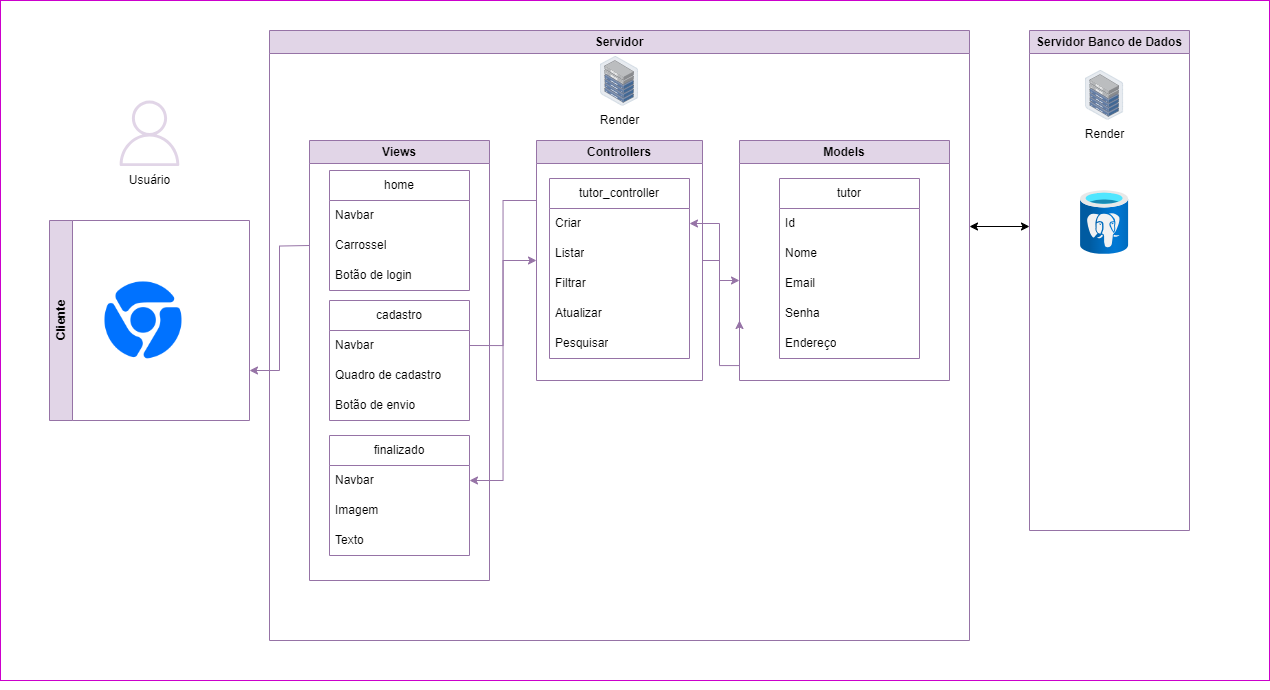 Usuário
Cliente
Servidor
Render
Views
home
Navbar
Carrossel
Botão de login
cadastro
Navbar
Quadro de cadastro
Botão de envio
finalizado
Navbar
Imagem
Texto
Controllers
tutor_controller
Criar
Listar
Filtrar
Atualizar
Pesquisar
Models
tutor
Id
Nome
Email
Senha
Endereço
Servidor Banco de Dados
Render